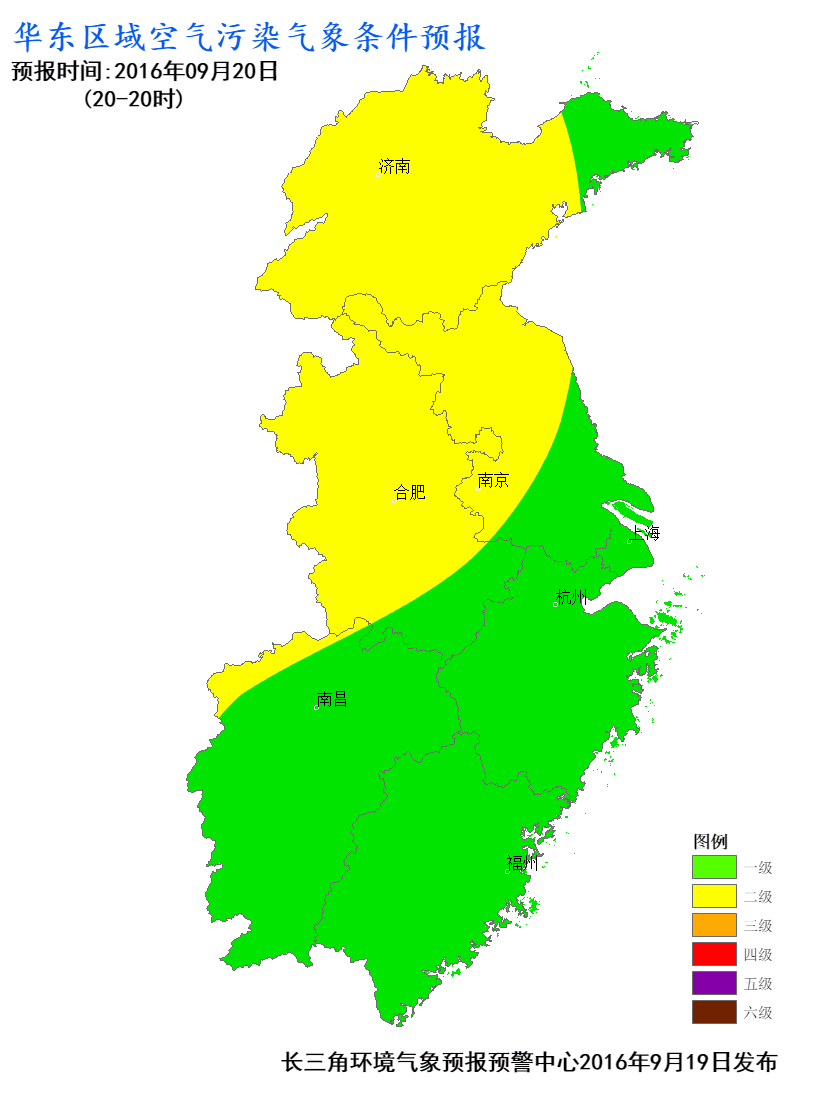 华东区域空气污染气象条件预报
预报时间:2016年09月20日
(20-20时)
济南
南京
合肥
上海
杭州
南昌
福州
图例
一级
二级
三级
四级
五级
六级
长三角环境气象预报预警中心2016年9月19日发布